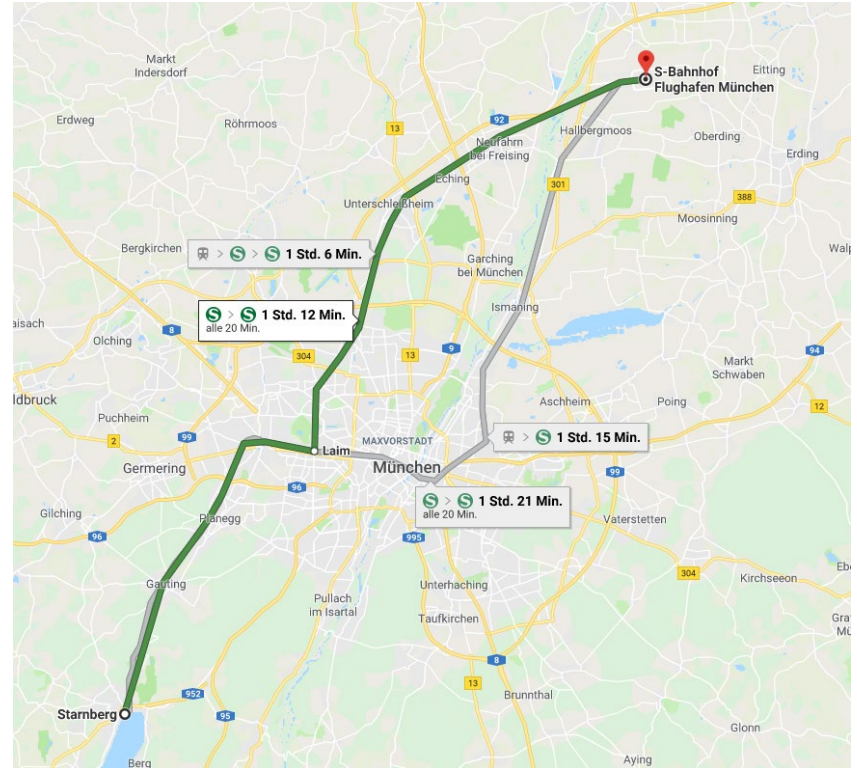 Markt
Indersdorf
S-Bahnhof
Flughafen München
Eitting
Erdweg
Röhrmoos
13
92
Hallbergmoos
Oberding
Neufahrn
bei Freising
Erding
Eching
301
388
Unterschleißheim
Moosinning
Bergkirchen
S > S 1 Std. 6 Min.
Garching
bei München
Walp
S > S 1 Std. 12 Min.
alle 20 Min.
Ismaning
aisach
8
Olching
304
13
9
94
Markt
Schwaben
ldbruck
Puchheim
Aschheim
Poing
12
2
99
Laim
MAXVORSTADT
> S 1 Std. 15 Min.
Germering
München
96
99
S > S 1 Std. 21 Min.
alle 20 Min.
Gilching
96
Planegg
Vaterstetten
995
304
Kirchseeon
Ebe
Gauting
Unterhaching
Pullach
im Isartal
Taufkirchen
Graf
Mü
8
952
13
Starnberg
95
Brunnthal
Glonn
Berg
Aying